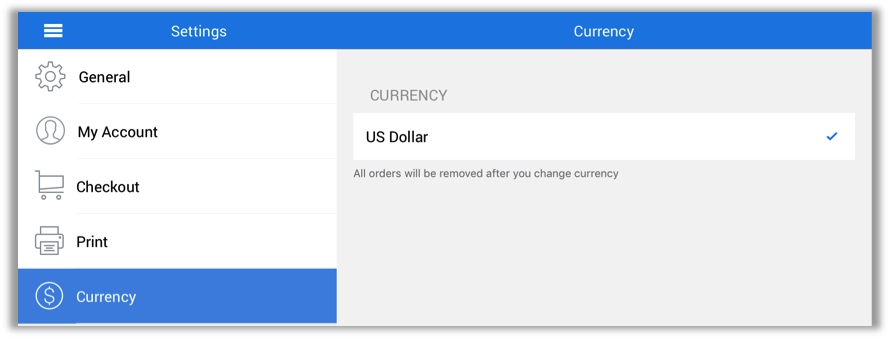 Settings
Currency
General
My Account
Checkout
Print
Currency
CURRENCY
US Dollar
All orders will be removed after you change currency